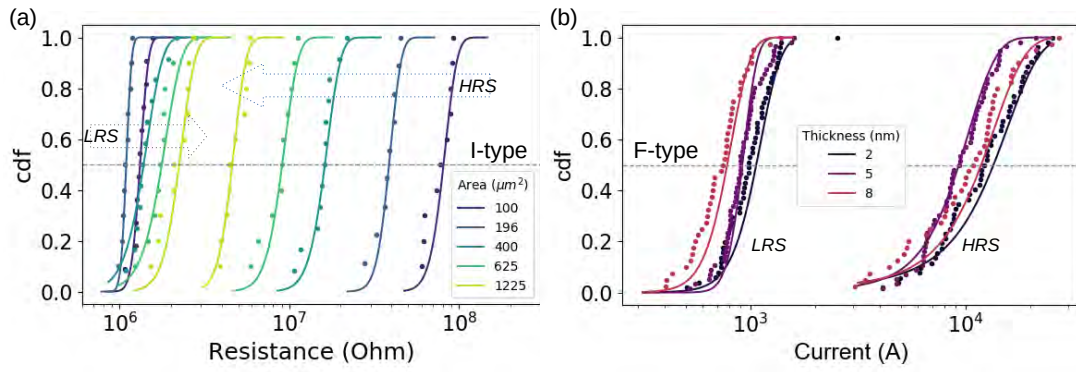 (a)
1.0
0.8
0.6
0.4
0.2
0.0
cdf
LRS
HRS
I-type
Area (μm²)
100
196
400
625
1225
10⁶
10⁷
10⁸
Resistance (Ohm)
(b)
1.0
0.8
0.6
0.4
0.2
0.0
cdf
F-type
Thickness (nm)
2
5
8
LRS
HRS
10³
10⁴
Current (A)